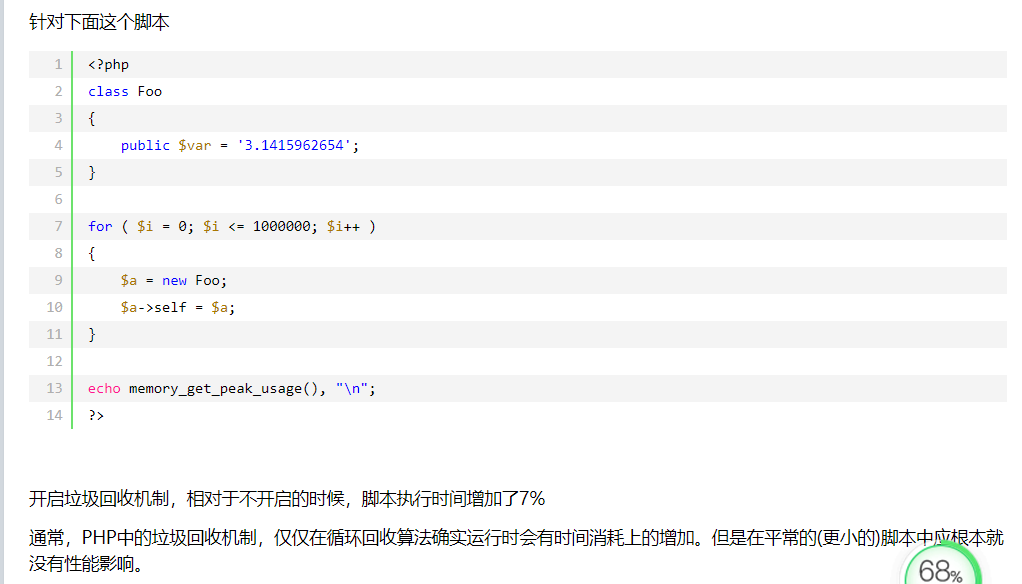 针对下面这个脚本
1 <?php
2 class Foo
3 {
4     public $var = '3.1415962654';
5 }
6
7 for ( $i = 0; $i <= 1000000; $i++ )
8 {
9     $a = new Foo;
10     $a->self = $a;
11 }
12
13 echo memory_get_peak_usage(), "\n";
14 ?>
开启垃圾回收机制，相对于不开启的时候，脚本执行时间增加了7%
通常，PHP中的垃圾回收机制，仅仅在循环回收算法确实运行时会有时间消耗上的增加。但是在平常的(更小的)脚本中应根本就
没有性能影响。
68%